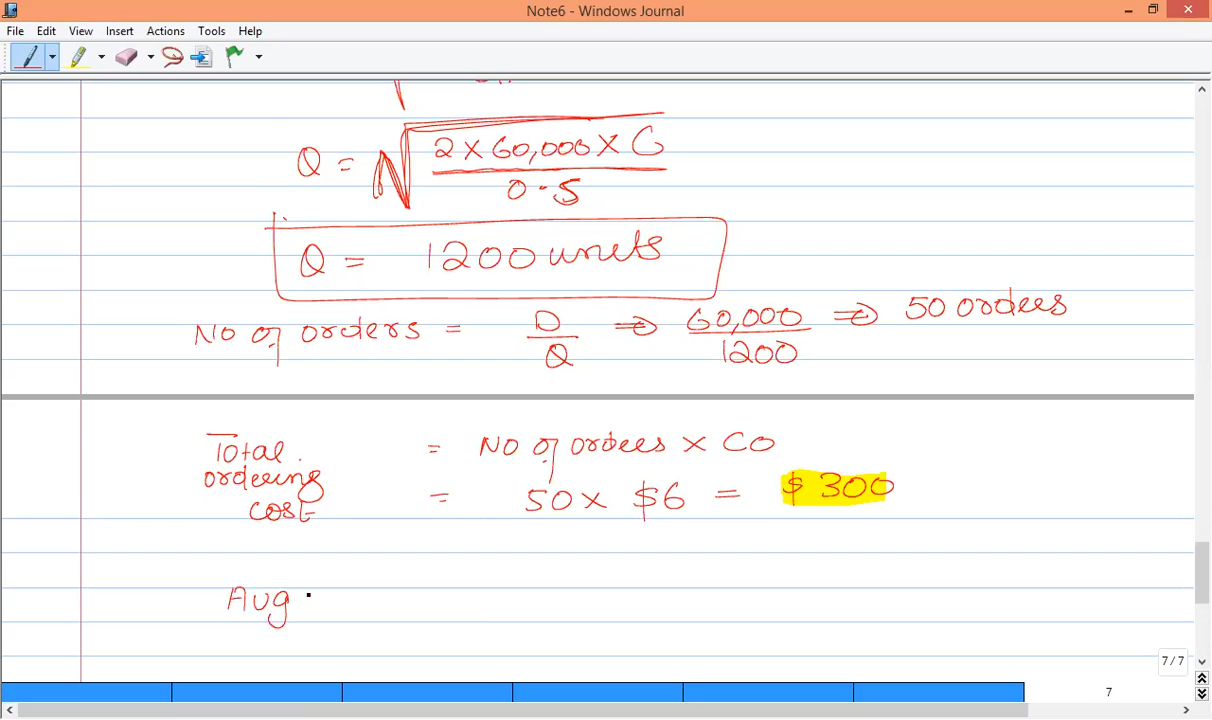 Note6 - Windows Journal
File Edit View Insert Actions Tools Help
Q = √ 2 x 60,000 x 6
0.5
Q = 1200 units
No of orders = D ⇒ 60,000 ⇒ 50 orders
Q 1200
Total = No of orders x CO
ordering
cost = 50 x $6 = $300
Avg
7 / 7
7